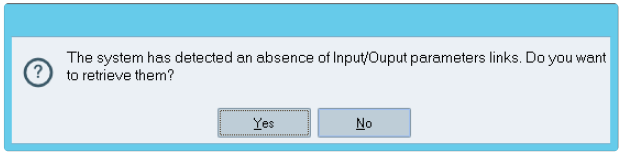 The system has detected an absence of Input/Ouput parameters links. Do you want
to retrieve them?
Yes No